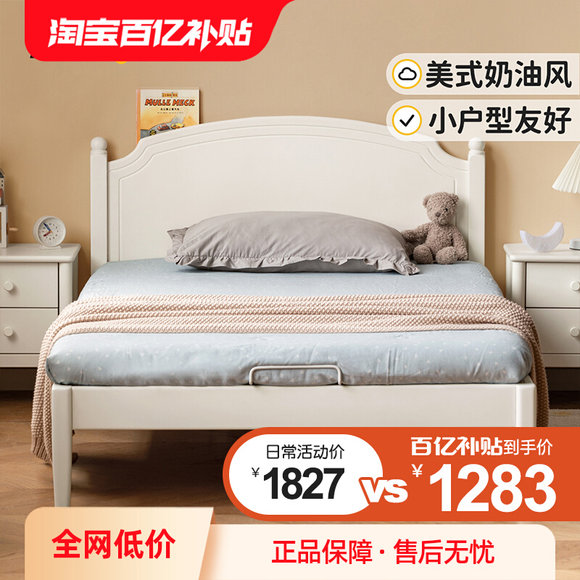 淘宝百亿补贴
美式奶油风
小户型友好
MULLE MECK
日常活动价
¥1827
vs
百亿补贴到手价
¥1283
全网低价
正品保障·售后无忧